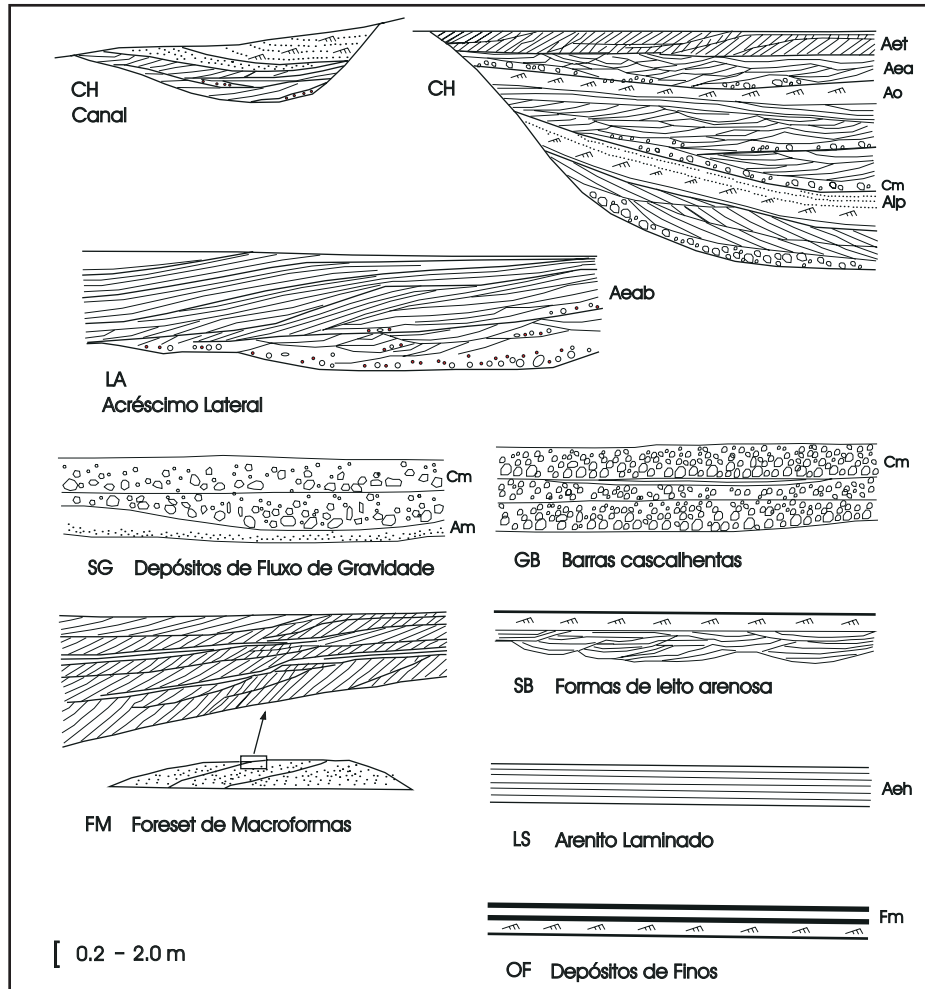 CH
Canal
CH
Aet
Aea
Ao
Cm
Alp
Aeab
LA
Acréscimo Lateral
Cm
Am
SG Depósitos de Fluxo de Gravidade
Cm
GB Barras cascalhentas
FM Foreset de Macroformas
SB Formas de leito arenosa
Aeh
LS Arenito Laminado
Fm
OF Depósitos de Finos
0.2 - 2.0 m